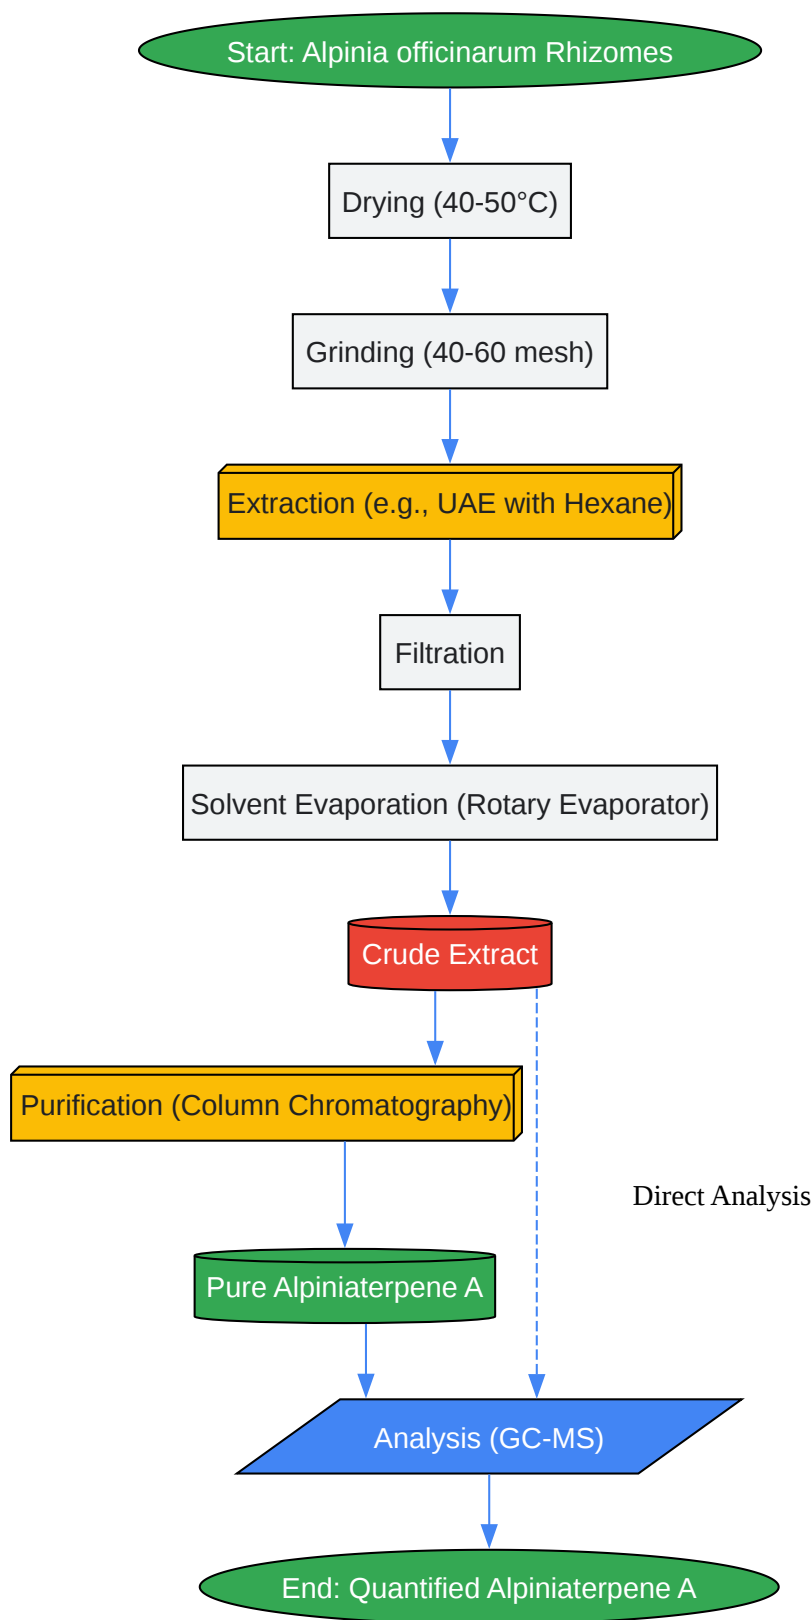 Start: Alpinia officinarum Rhizomes
Drying (40-50°C)
Grinding (40-60 mesh)
Extraction (e.g., UAE with Hexane)
Filtration
Solvent Evaporation (Rotary Evaporator)
Crude Extract
Purification (Column Chromatography)
Direct Analysis
Pure Alpiniaterpene A
Analysis (GC-MS)
End: Quantified Alpiniaterpene A